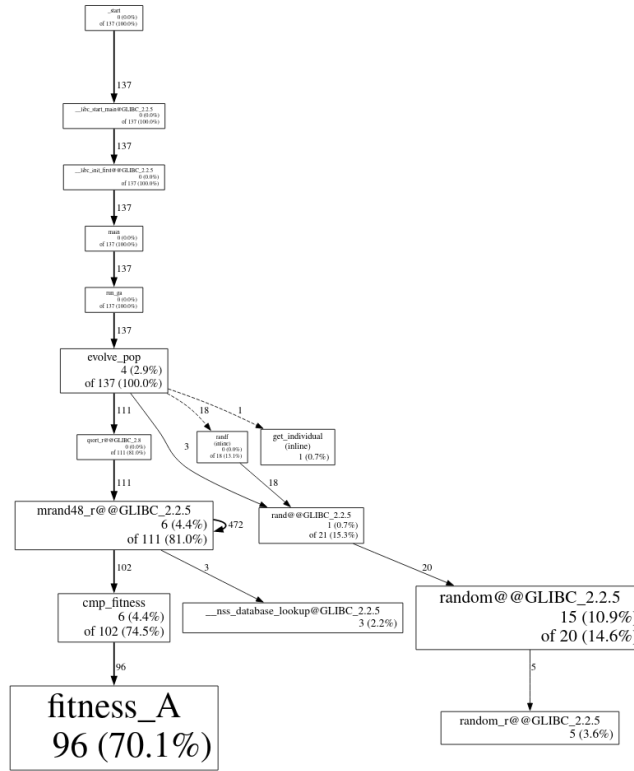 _start
0 (0.0%)
of 137 (100.0%)
137
__libc_start_main@GLIBC_2.2.5
0 (0.0%)
of 137 (100.0%)
137
__libc_init_first@@GLIBC_2.2.5
0 (0.0%)
of 137 (100.0%)
137
main
0 (0.0%)
of 137 (100.0%)
137
run_ga
0 (0.0%)
of 137 (100.0%)
137
evolve_pop
4 (2.9%)
of 137 (100.0%)
111
3
18
1
qsort_r@@GLIBC_2.8
0 (0.0%)
of 111 (81.0%)
randf
(inline)
0 (0.0%)
of 18 (13.1%)
get_individual
(inline)
1 (0.7%)
111
18
mrand48_r@@GLIBC_2.2.5
6 (4.4%)
of 111 (81.0%)
472
rand@@GLIBC_2.2.5
1 (0.7%)
of 21 (15.3%)
102
3
20
cmp_fitness
6 (4.4%)
of 102 (74.5%)
__nss_database_lookup@GLIBC_2.2.5
3 (2.2%)
random@@GLIBC_2.2.5
15 (10.9%)
of 20 (14.6%)
96
5
fitness_A
96 (70.1%)
random_r@@GLIBC_2.2.5
5 (3.6%)